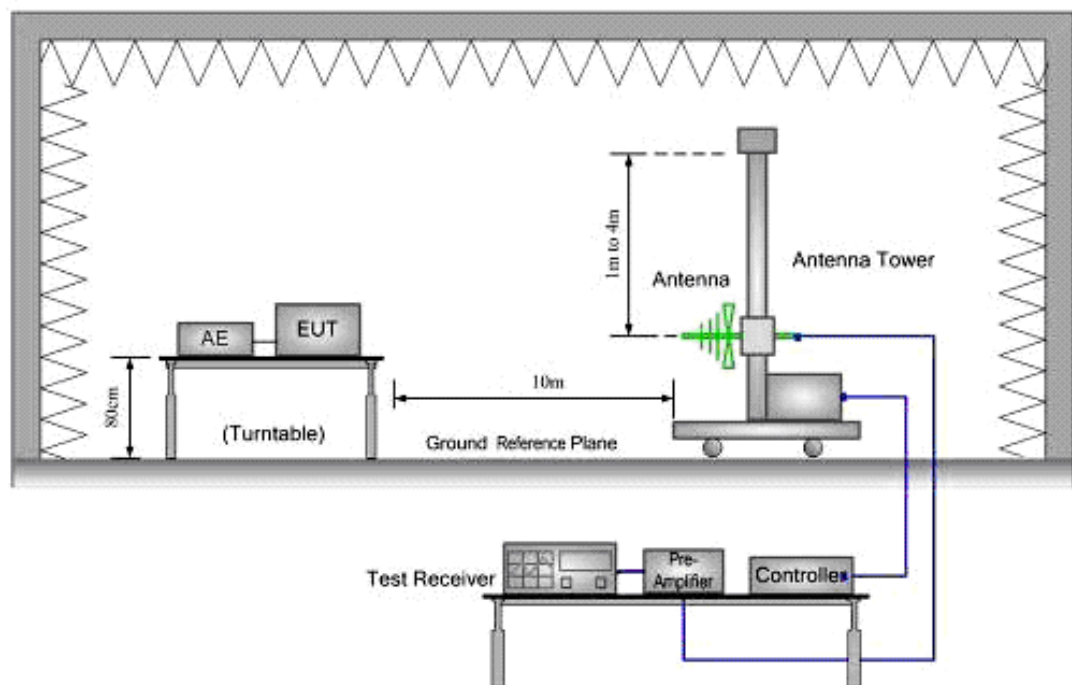 1m to 4m
Antenna Tower
Antenna
AE
EUT
10m
80cm
(Turntable)
Ground Reference Plane
Test Receiver
Pre-
Amplifier
Controller